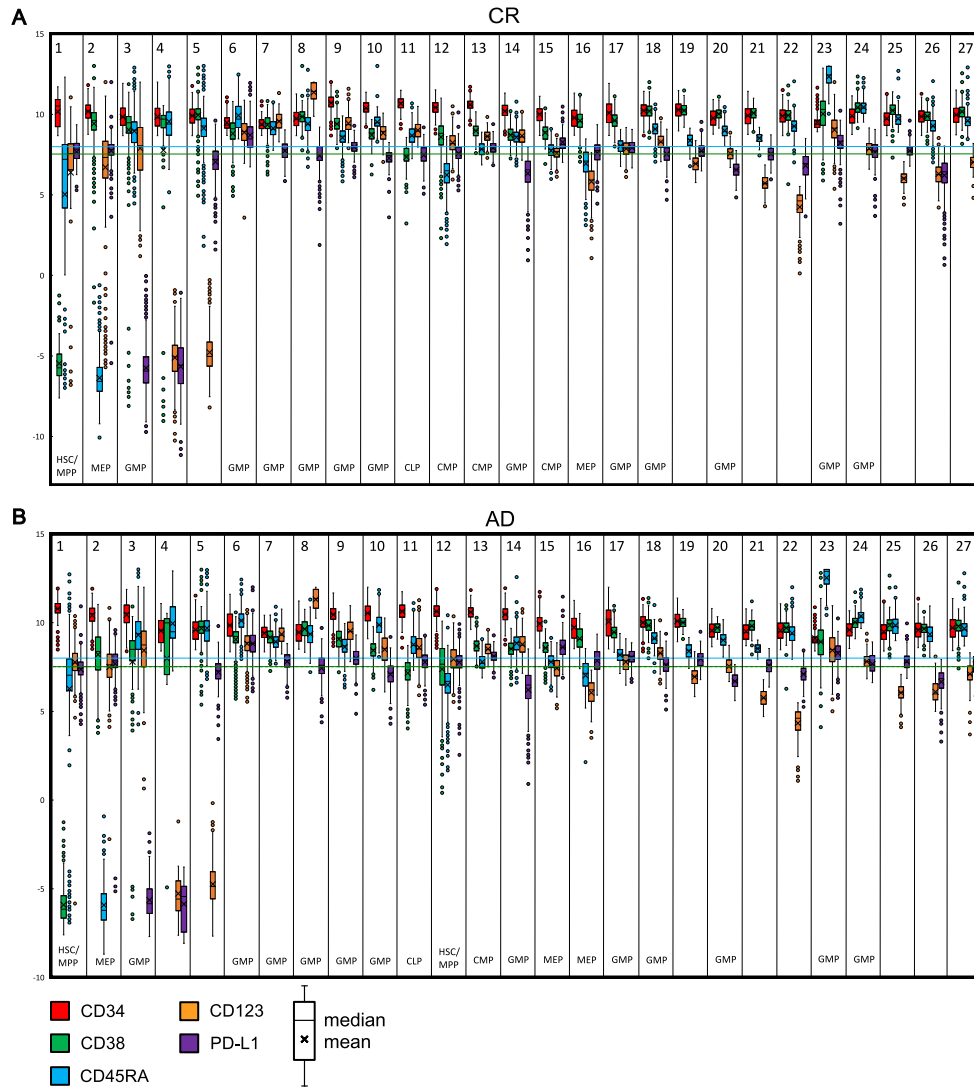 A
CR
15
1 2 3 4 5 6 7 8 9 10 11 12 13 14 15 16 17 18 19 20 21 22 23 24 25 26 27
10
5
0
-5
-10
HSC/MPP MEP GMP GMP GMP GMP GMP GMP CLP CMP CMP GMP CMP MEP GMP GMP GMP GMP GMP
B
AD
15
1 2 3 4 5 6 7 8 9 10 11 12 13 14 15 16 17 18 19 20 21 22 23 24 25 26 27
10
5
0
-5
HSC/MPP MEP GMP GMP GMP GMP GMP GMP CLP HSC/MPP CMP GMP MEP MEP GMP GMP GMP GMP GMP
-10
CD34 CD123 median
CD38 PD-L1 mean
CD45RA